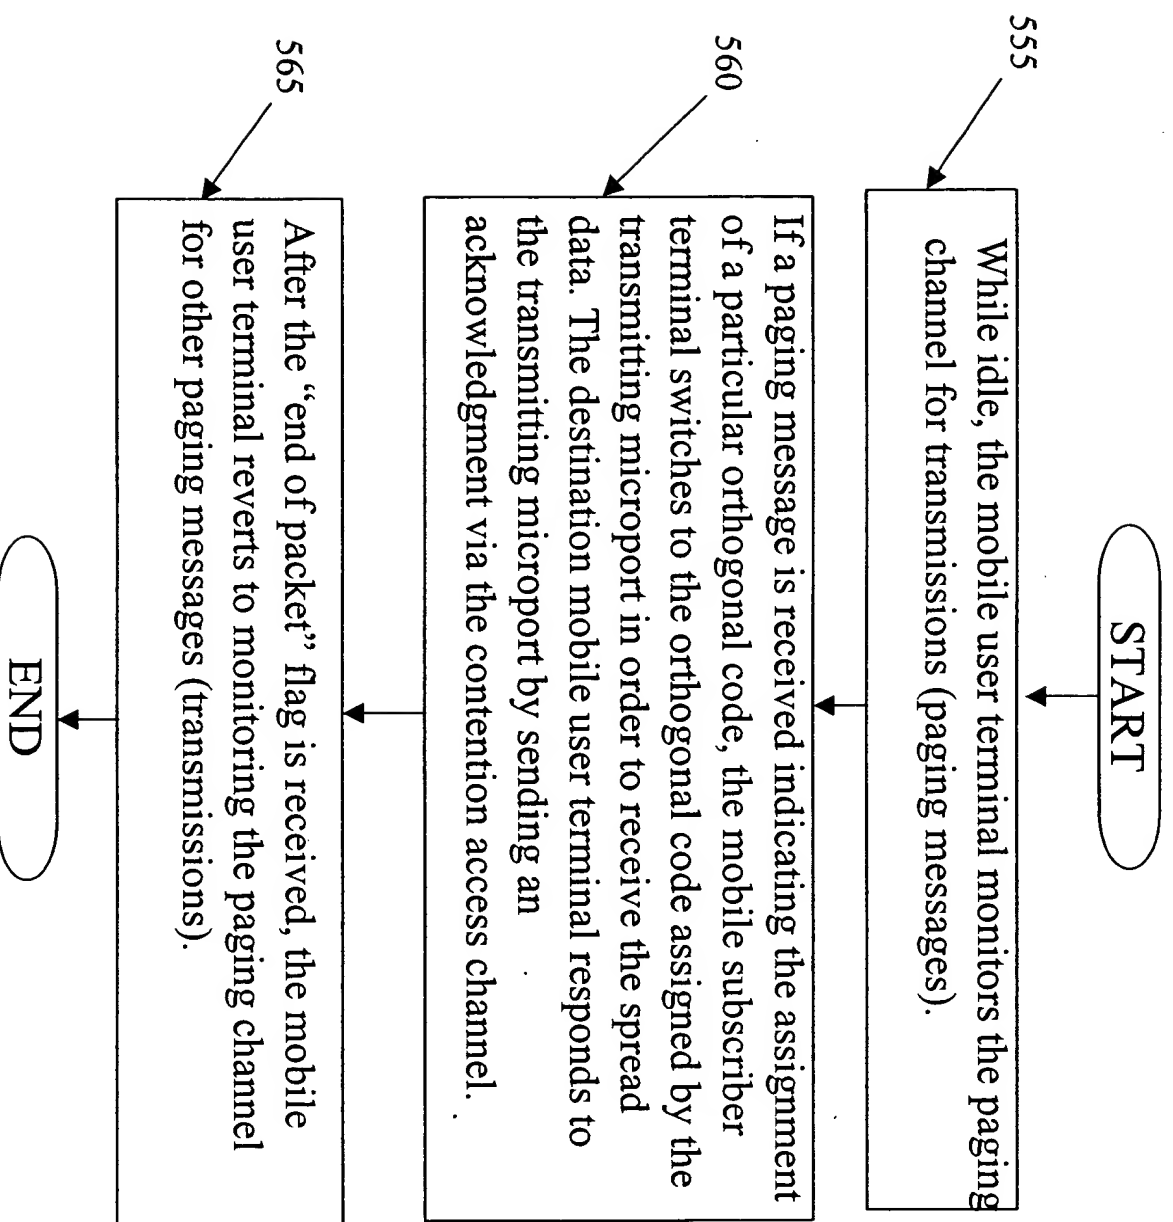 START
555
While idle, the mobile user terminal monitors the paging
channel for transmissions (paging messages).
560
If a paging message is received indicating the assignment
of a particular orthogonal code, the mobile subscriber
terminal switches to the orthogonal code assigned by the
transmitting microport in order to receive the spread
data. The destination mobile user terminal responds to
the transmitting microport by sending an
acknowledgment via the contention access channel.
565
After the “end of packet” flag is received, the mobile
user terminal reverts to monitoring the paging channel
for other paging messages (transmissions).
END